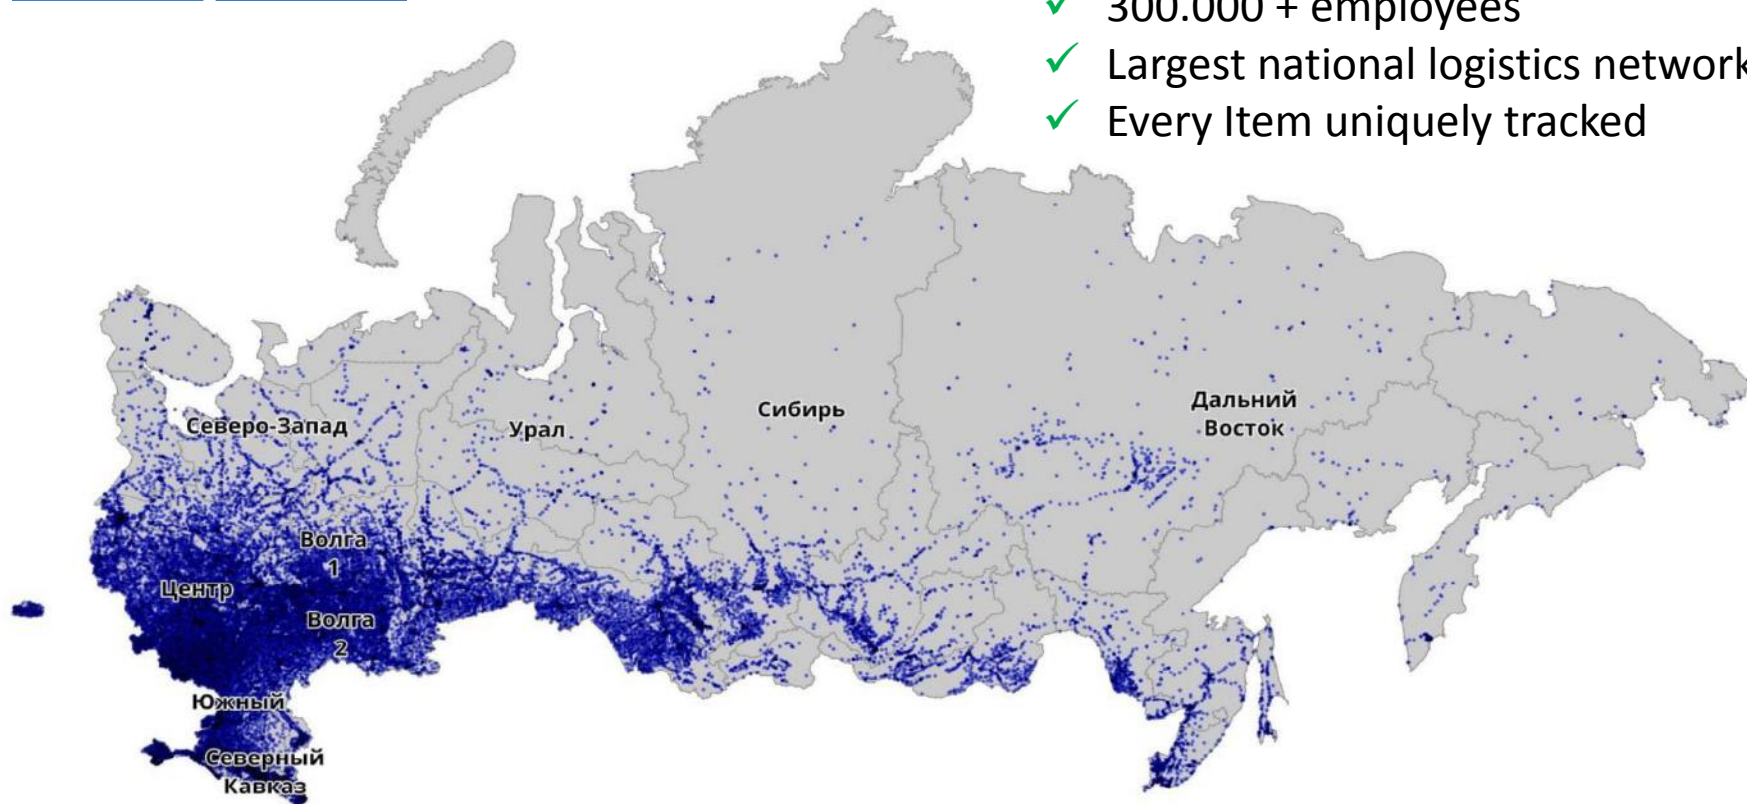 300.000 + employees
Largest national logistics network
Every Item uniquely tracked
Северо-Запад
Урал
Сибирь
Дальний
Восток
Волга
1
Центр
Волга
2
Южный
Северный
Кавказ